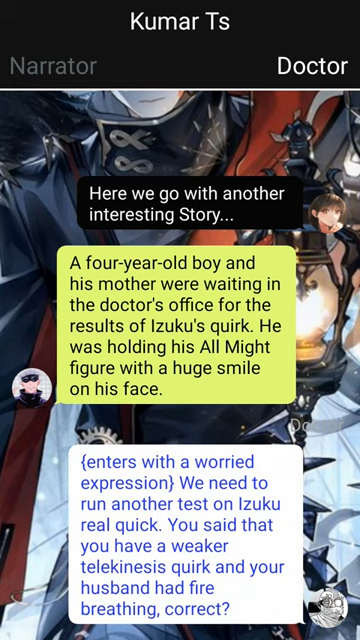 Kumar Ts
Narrator
Doctor
Here we go with another
interesting Story...
A four-year-old boy and
his mother were waiting in
the doctor's office for the
results of Izuku's quirk. He
was holding his All Might
figure with a huge smile
on his face.
Doctor
{enters with a worried
expression} We need to
run another test on Izuku
real quick. You said that
you have a weaker
telekinesis quirk and your
husband had fire
breathing, correct?